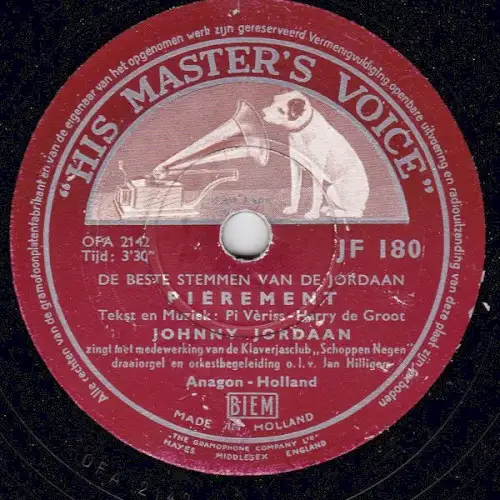 Alle rechten van de gramofoonplatenfabrikant en van de eigenaar van het opgenomen werk zijn gereserveerd Vermenigvuldiging openbare uitvoering en radiouitzending van deze plaat zijn verboden
"HIS MASTER'S VOICE"
OPA 2142
Tijd: 3'30"
JF 180
DE BESTE STEMMEN VAN DE JORDAAN
PIEREMENT
Tekst en Muziek: Pi Vèriss - Harry de Groot
JOHNNY JORDAAN
zingt met medewerking van de Klaverjasclub „Schoppen Negen"
draaiorgel en orkestbegeleiding o.l.v. Jan Hilligers
Anagon - Holland
BIEM
MADE IN HOLLAND
THE GRAMOPHONE COMPANY LTD.
HAYES MIDDLESEX ENGLAND